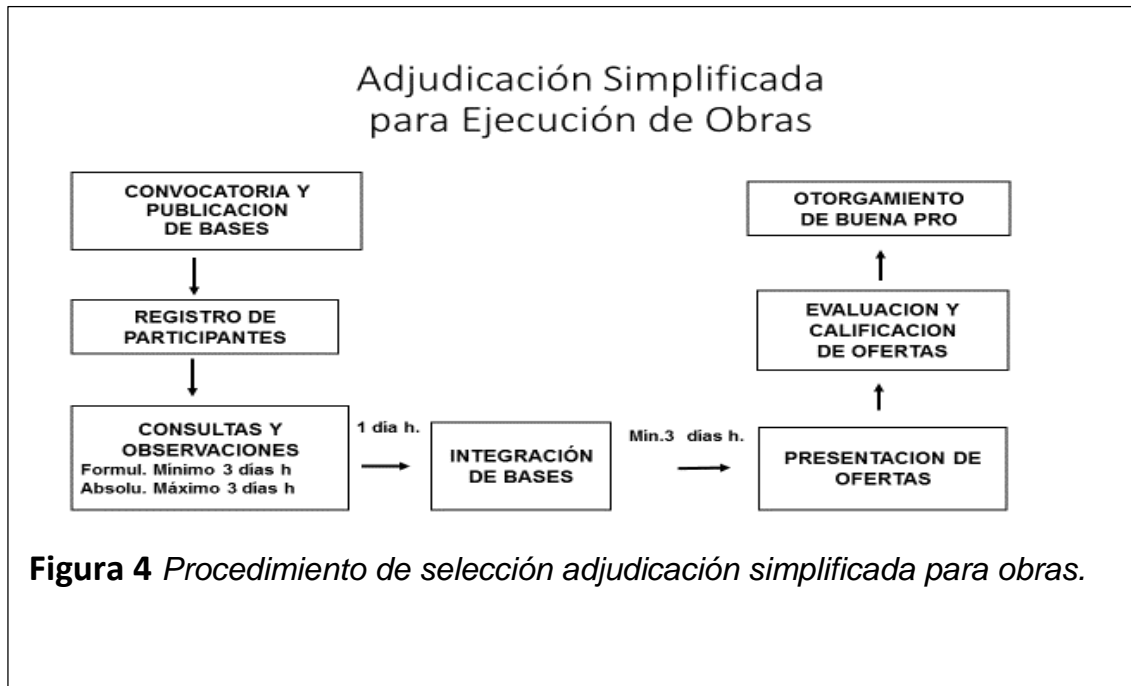 Adjudicación Simplificada
para Ejecución de Obras
CONVOCATORIA Y
PUBLICACION
DE BASES
REGISTRO DE
PARTICIPANTES
CONSULTAS Y
OBSERVACIONES
Formul. Mínimo 3 días h
Absolu. Máximo 3 días h
1 día h.
INTEGRACIÓN
DE BASES
Min.3 días h.
PRESENTACION DE
OFERTAS
EVALUACION Y
CALIFICACION
DE OFERTAS
OTORGAMIENTO
DE BUENA PRO
Figura 4 Procedimiento de selección adjudicación simplificada para obras.